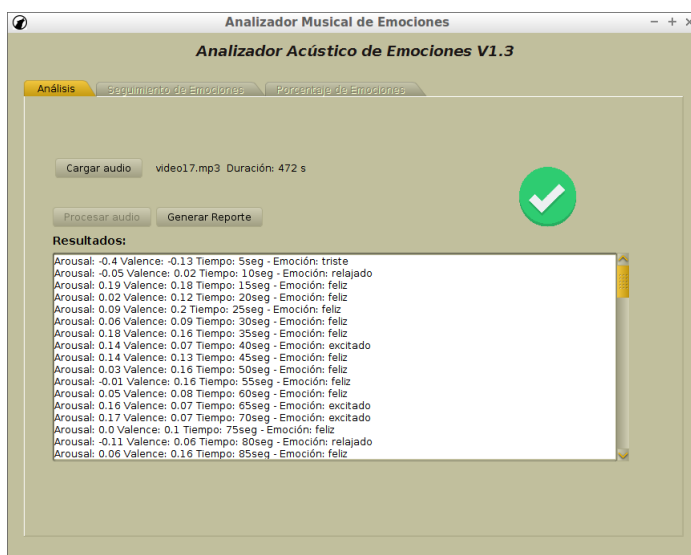 Analizador Musical de Emociones
Analizador Acústico de Emociones V1.3
Análisis Seguimiento de Emociones Porcentaje de Emociones
Cargar audio video17.mp3 Duración: 472 s
Procesar audio Generar Reporte
Resultados:
Arousal: -0.4 Valence: -0.13 Tiempo: 5seg - Emoción: triste
Arousal: -0.05 Valence: 0.02 Tiempo: 10seg - Emoción: relajado
Arousal: 0.19 Valence: 0.18 Tiempo: 15seg - Emoción: feliz
Arousal: 0.02 Valence: 0.12 Tiempo: 20seg - Emoción: feliz
Arousal: 0.09 Valence: 0.2 Tiempo: 25seg - Emoción: feliz
Arousal: 0.06 Valence: 0.09 Tiempo: 30seg - Emoción: feliz
Arousal: 0.18 Valence: 0.16 Tiempo: 35seg - Emoción: feliz
Arousal: 0.14 Valence: 0.07 Tiempo: 40seg - Emoción: excitado
Arousal: 0.14 Valence: 0.13 Tiempo: 45seg - Emoción: feliz
Arousal: 0.03 Valence: 0.16 Tiempo: 50seg - Emoción: feliz
Arousal: -0.01 Valence: 0.16 Tiempo: 55seg - Emoción: feliz
Arousal: 0.05 Valence: 0.08 Tiempo: 60seg - Emoción: feliz
Arousal: 0.16 Valence: 0.07 Tiempo: 65seg - Emoción: excitado
Arousal: 0.17 Valence: 0.07 Tiempo: 70seg - Emoción: excitado
Arousal: 0.0 Valence: 0.1 Tiempo: 75seg - Emoción: feliz
Arousal: -0.11 Valence: 0.06 Tiempo: 80seg - Emoción: relajado
Arousal: 0.06 Valence: 0.16 Tiempo: 85seg - Emoción: feliz